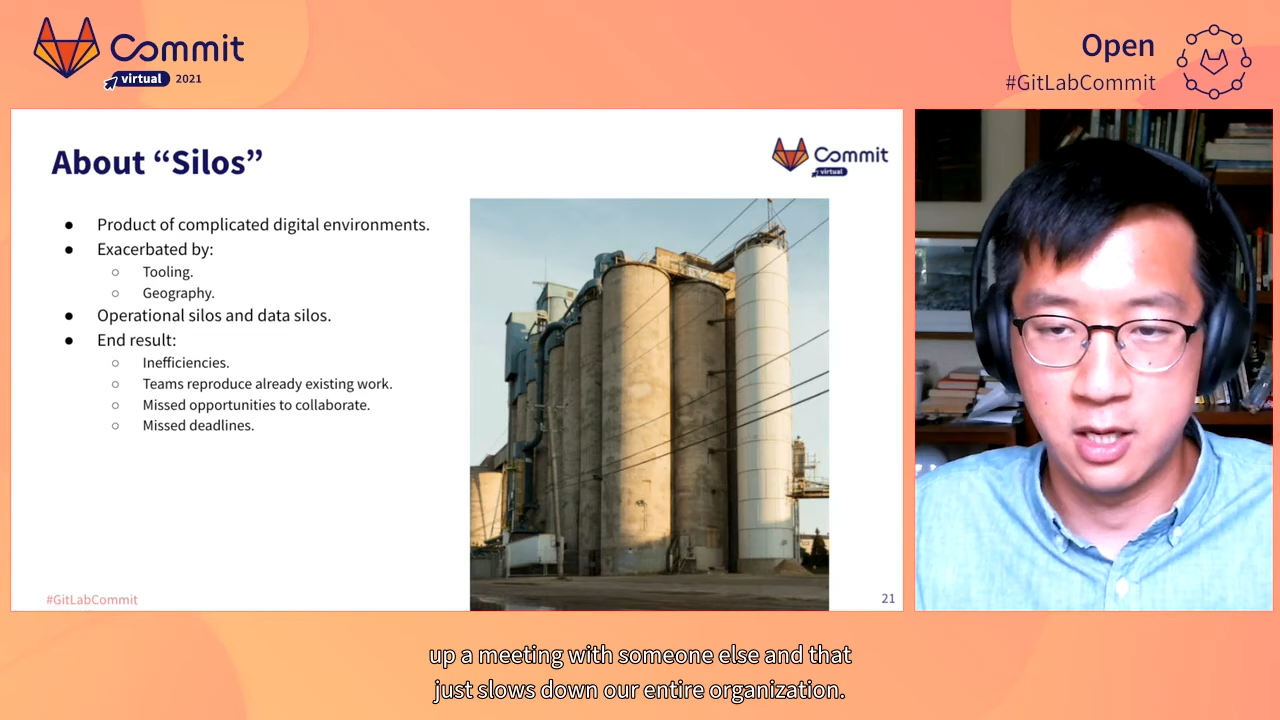 Commit
virtual 2021
Open
#GitLabCommit
About “Silos”
Commit
virtual
● Product of complicated digital environments.
● Exacerbated by:
○ Tooling.
○ Geography.
● Operational silos and data silos.
● End result:
○ Inefficiencies.
○ Teams reproduce already existing work.
○ Missed opportunities to collaborate.
○ Missed deadlines.
#GitLabCommit
21
up a meeting with someone else and that
just slows down our entire organization.